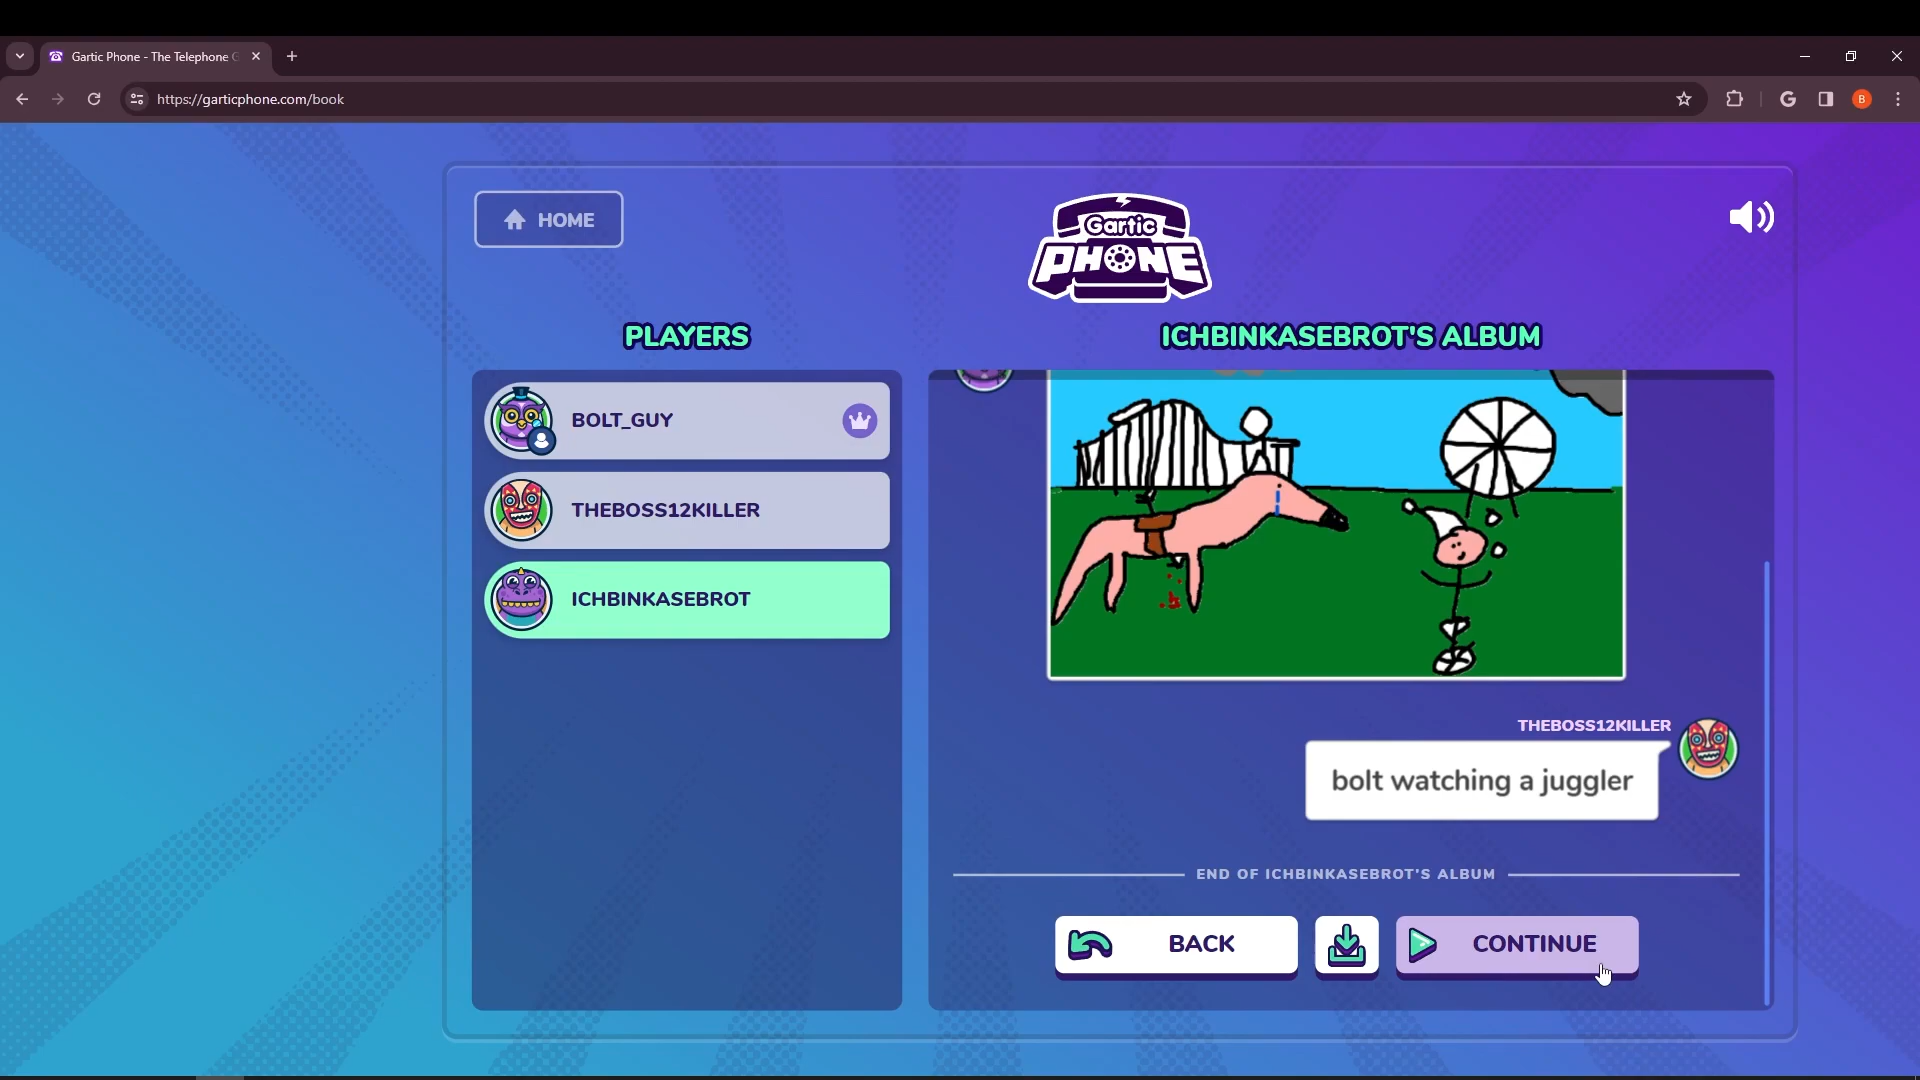 Gartic Phone - The Telephone G
https://garticphone.com/book
B
HOME
Gartic
PHONE
PLAYERS
ICHBINKASEBROT'S ALBUM
BOLT_GUY
THEBOSS12KILLER
ICHBINKASEBROT
THEBOSS12KILLER
bolt watching a juggler
END OF ICHBINKASEBROT'S ALBUM
BACK
CONTINUE